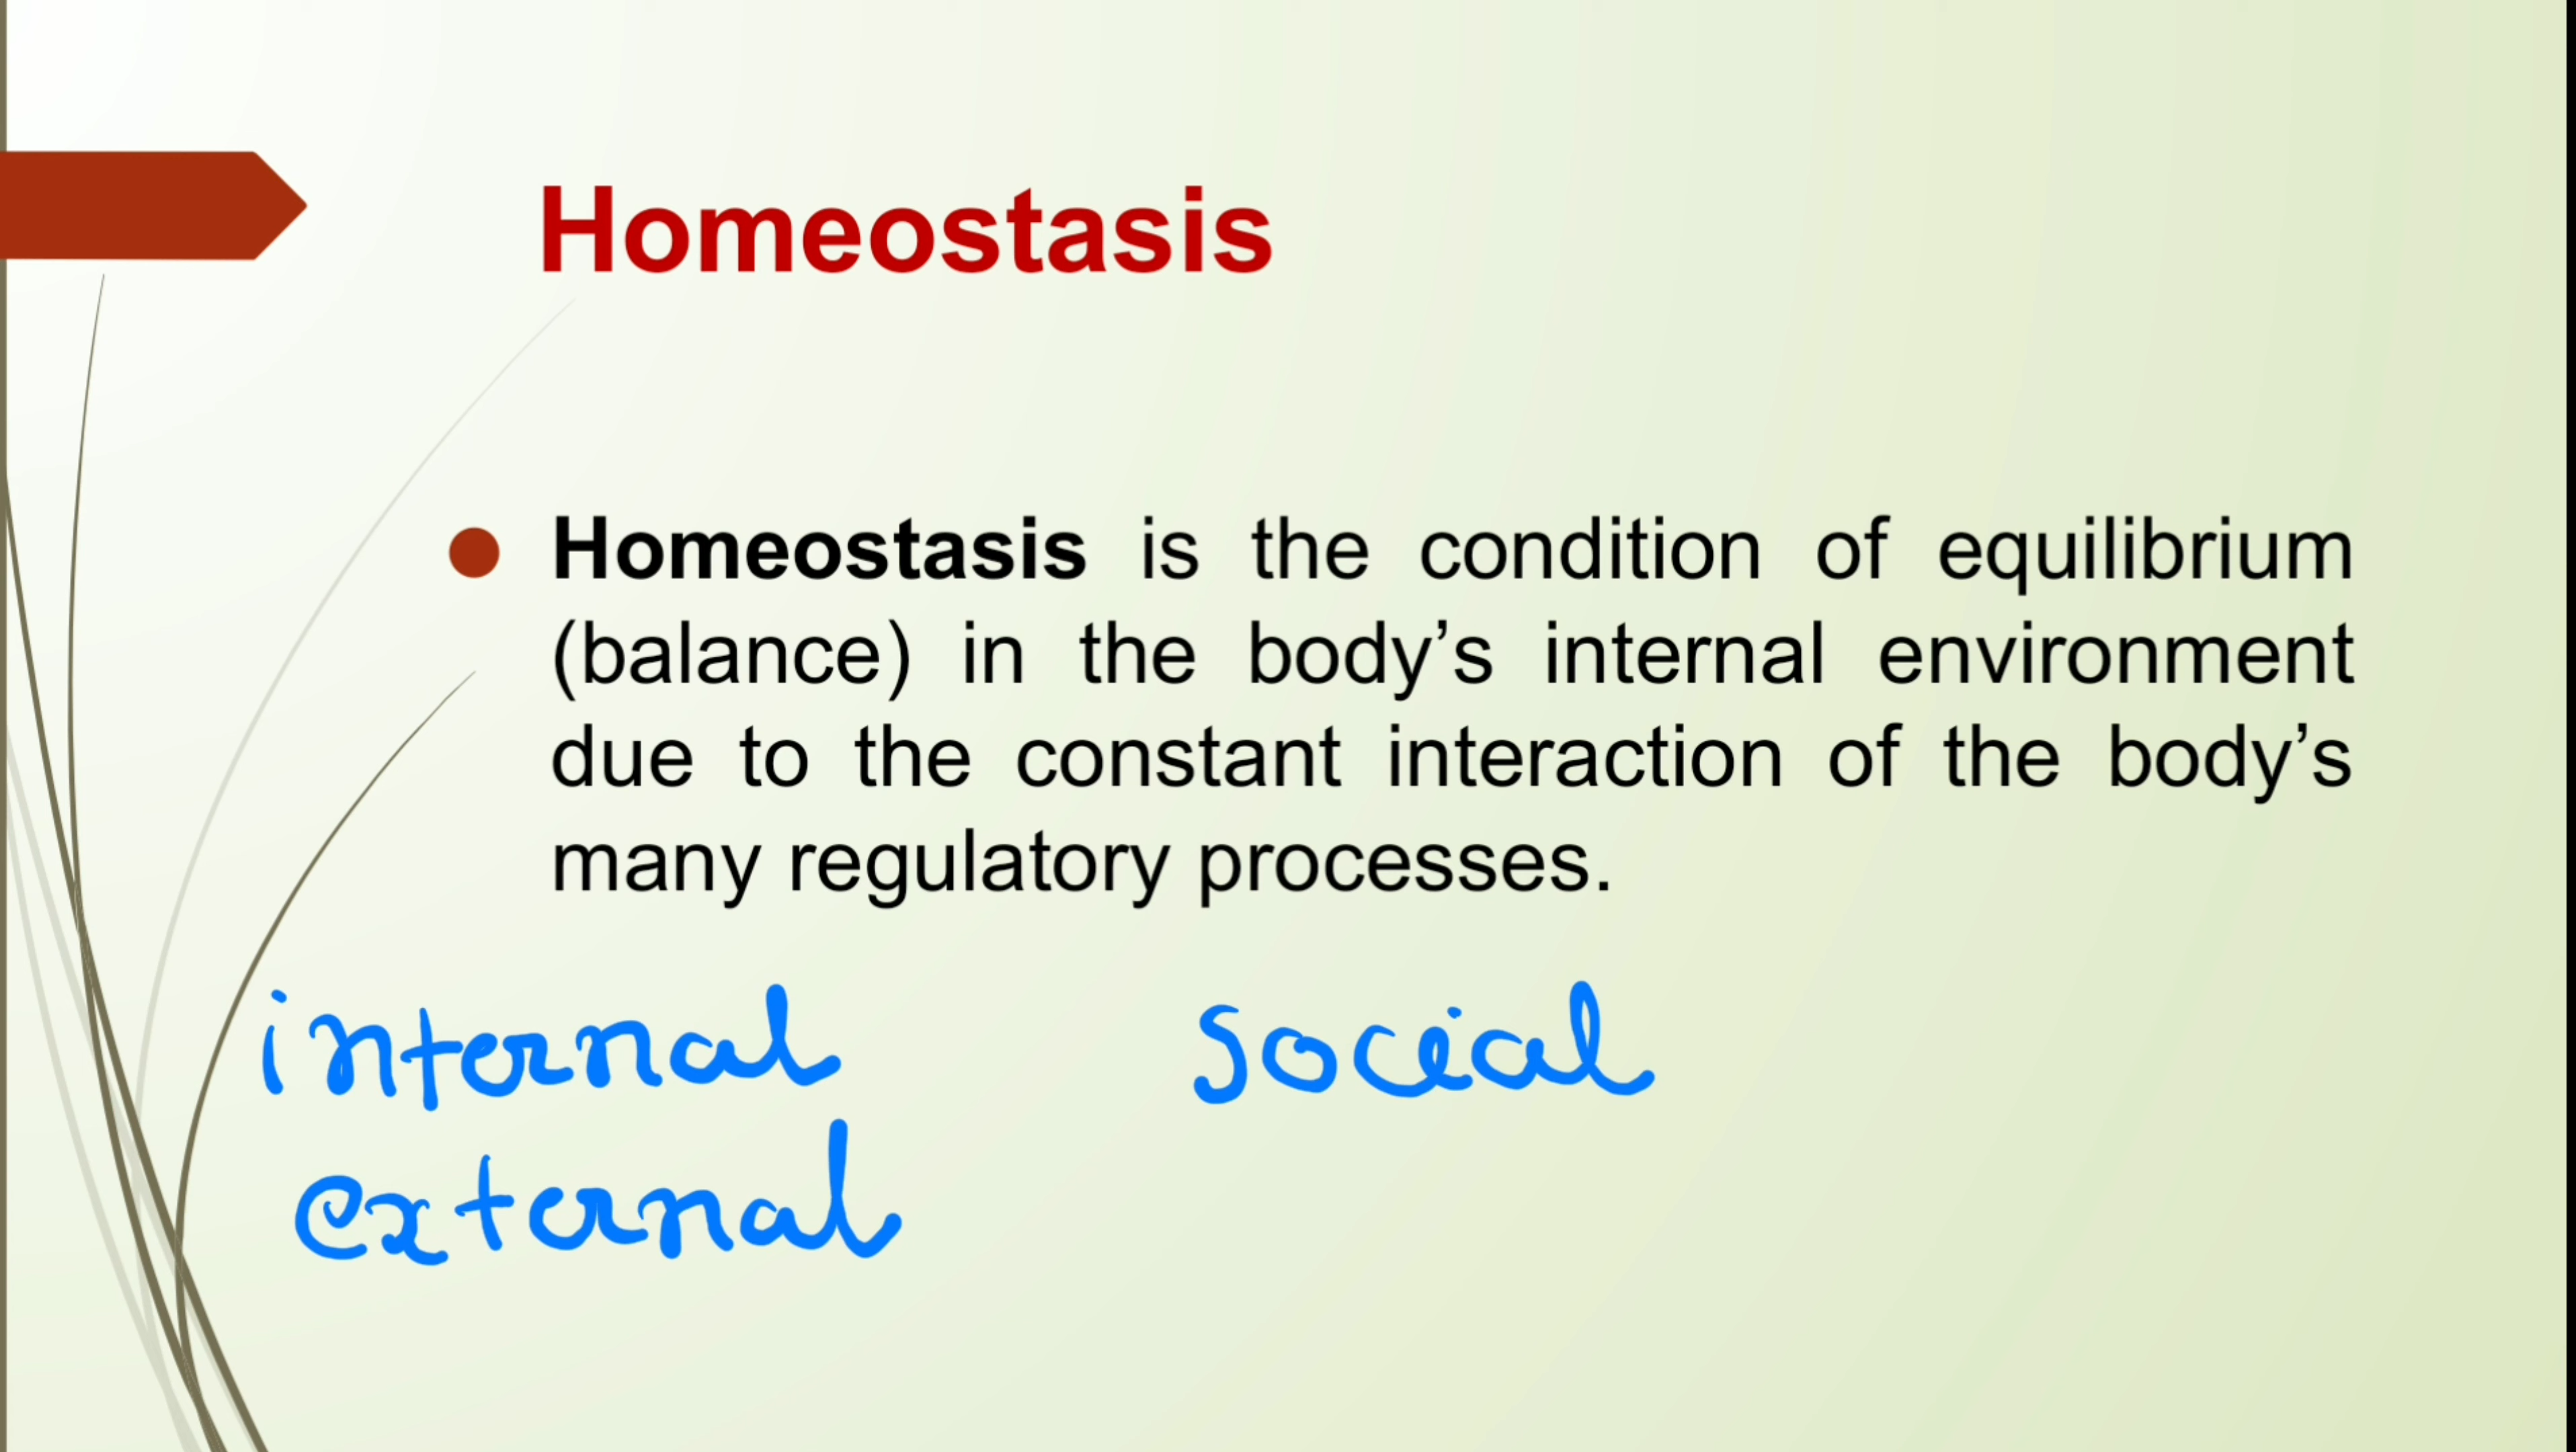 Homeostasis
Homeostasis is the condition of equilibrium
(balance) in the body’s internal environment
due to the constant interaction of the body’s
many regulatory processes.
internal social
external